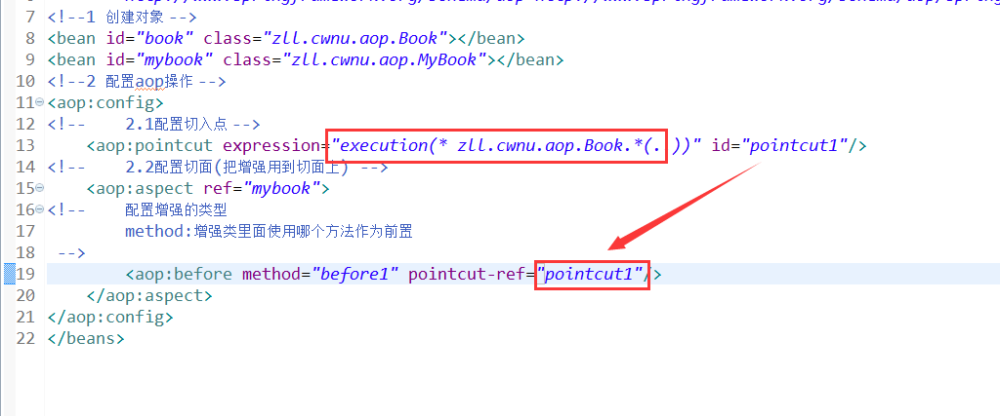 7 <!--1 创建对象 -->
8 <bean id="book" class="zll.cwnu.aop.Book"></bean>
9 <bean id="mybook" class="zll.cwnu.aop.MyBook"></bean>
10 <!--2 配置aop操作 -->
11 <aop:config>
12 <!-- 2.1配置切入点 -->
13 <aop:pointcut expression="execution(* zll.cwnu.aop.Book.*(. ))" id="pointcut1"/>
14 <!-- 2.2配置切面(把增强用到切面上) -->
15 <aop:aspect ref="mybook">
16 <!-- 配置增强的类型
17 method:增强类里面使用哪个方法作为前置
18 -->
19 <aop:before method="before1" pointcut-ref="pointcut1"/>
20 </aop:aspect>
21 </aop:config>
22 </beans>